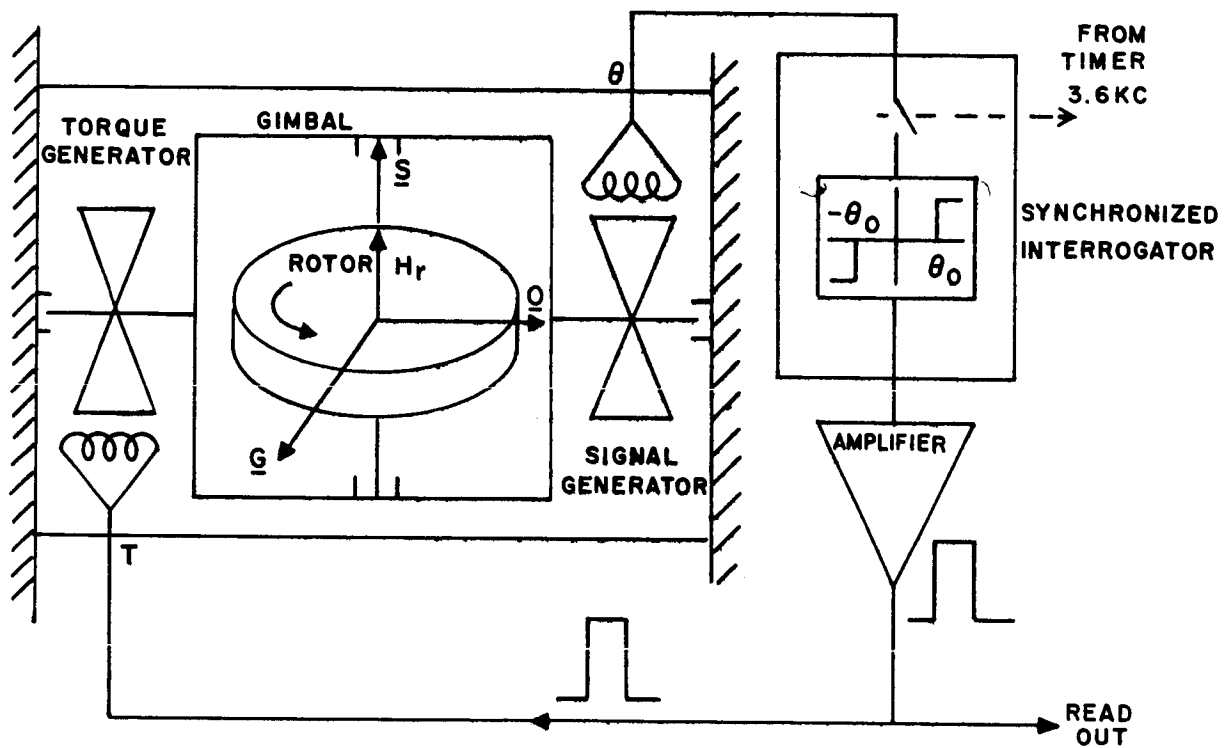 FROM
TIMER
3.6KC
θ
TORQUE
GENERATOR
GIMBAL
S
-θ0
θ0
SYNCHRONIZED
INTERROGATOR
ROTOR
Hr
O
G
SIGNAL
GENERATOR
AMPLIFIER
T
READ
OUT